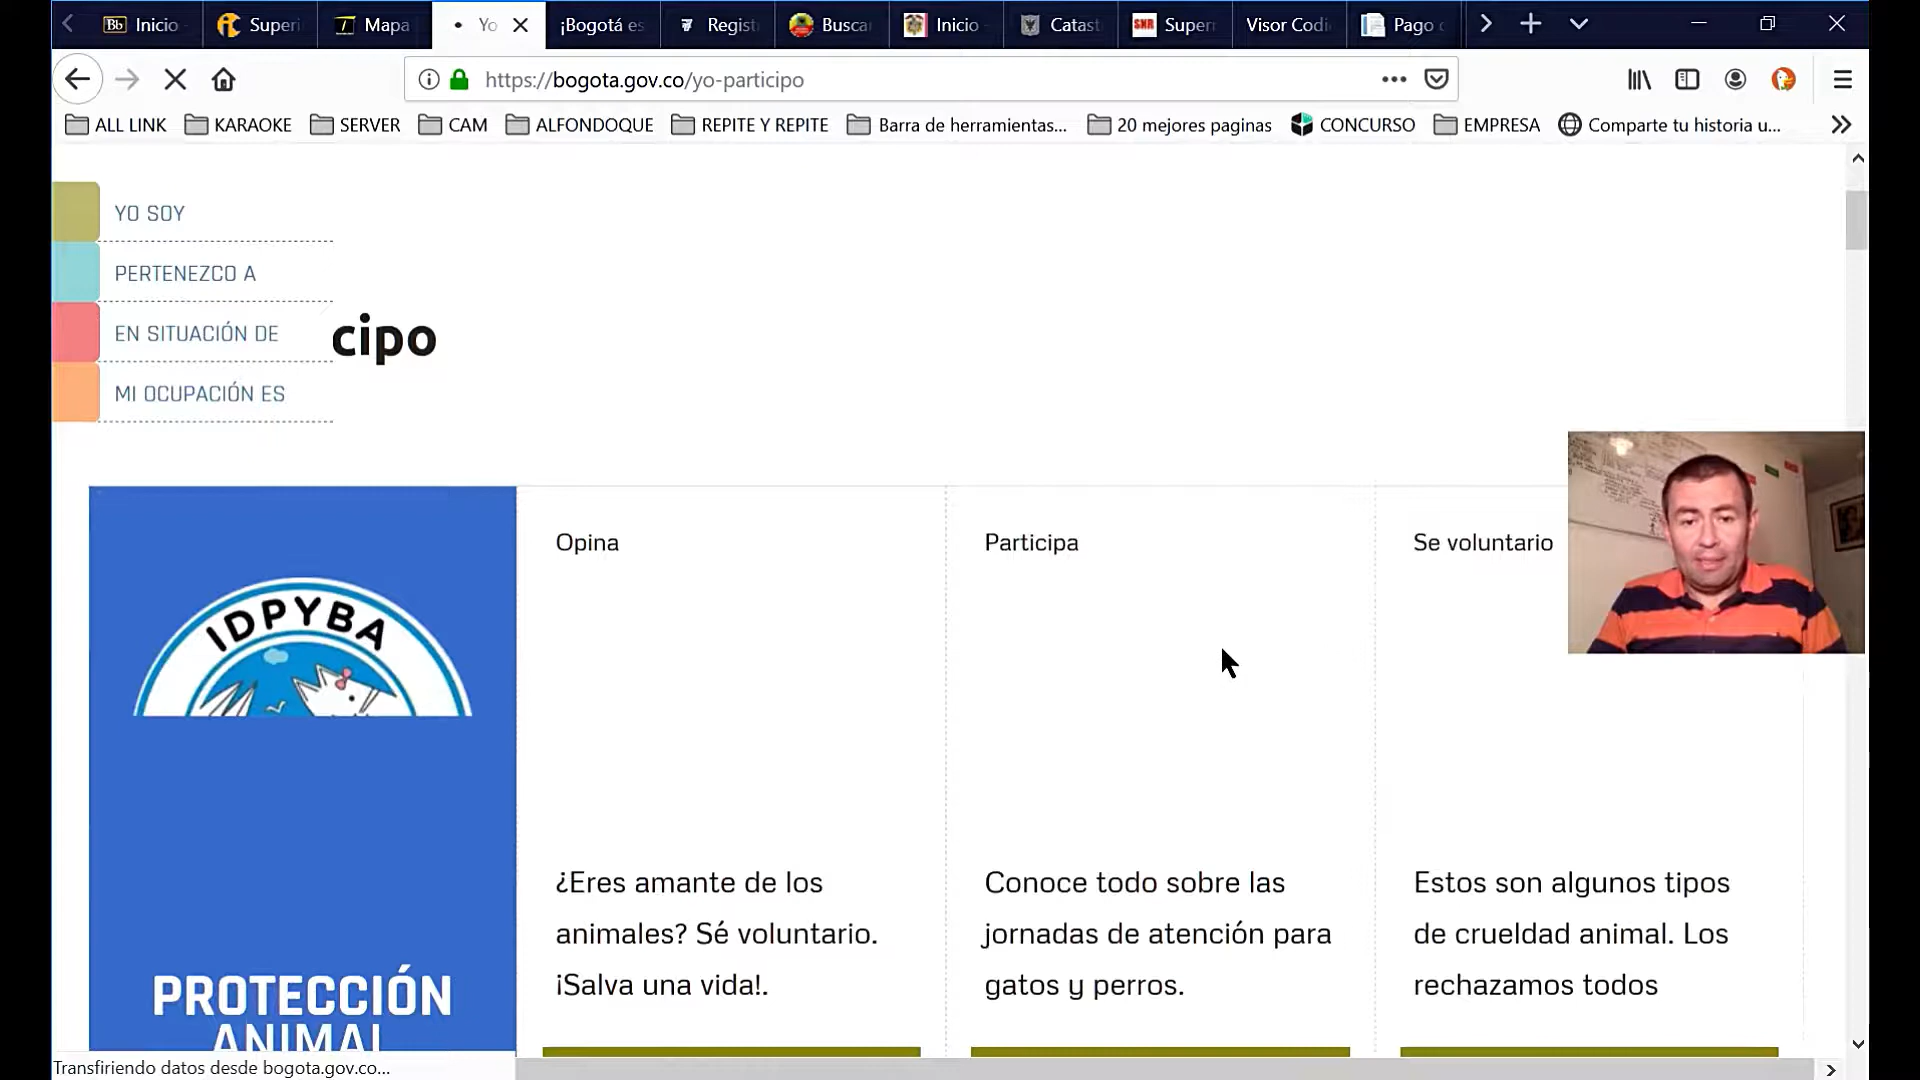 Inicio
Superi
Mapa
Yo
¡Bogotá es
Registr
Busca
Inicio
Catast
SNR Superi
Visor Codi
Pago
https://bogota.gov.co/yo-participo
ALL LINK
KARAOKE
SERVER
CAM
ALFONDOQUE
REPITE Y REPITE
Barra de herramientas...
20 mejores paginas
CONCURSO
EMPRESA
Comparte tu historia u...
YO SOY
PERTENEZCO A
EN SITUACIÓN DE
cipo
MI OCUPACIÓN ES
IDPYBA
PROTECCIÓN
ANIMAL
Opina
¿Eres amante de los
animales? Sé voluntario.
¡Salva una vida!.
Participa
Conoce todo sobre las
jornadas de atención para
gatos y perros.
Se voluntario
Estos son algunos tipos
de crueldad animal. Los
rechazamos todos
Transfiriendo datos desde bogota.gov.co...